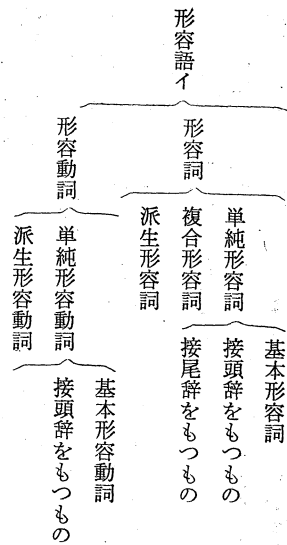 形容語イ
形容詞
単純形容詞
基本形容詞
接頭辞をもつもの
接尾辞をもつもの
複合形容詞
派生形容詞
形容動詞
単純形容動詞
基本形容動詞
接頭辞をもつもの
派生形容動詞